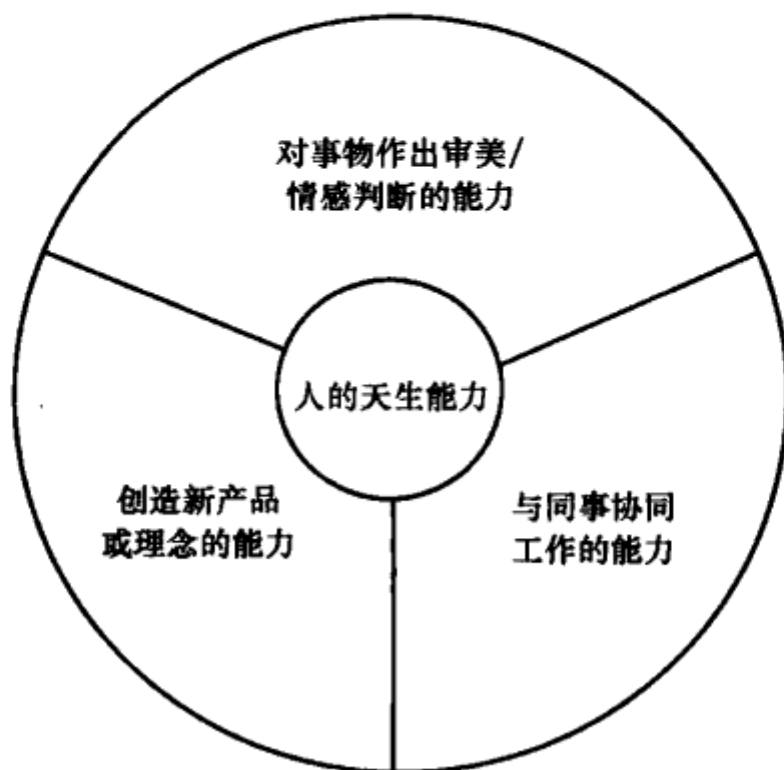 对事物作出审美/
情感判断的能力
人的天生能力
创造新产品
或理念的能力
与同事协同
工作的能力